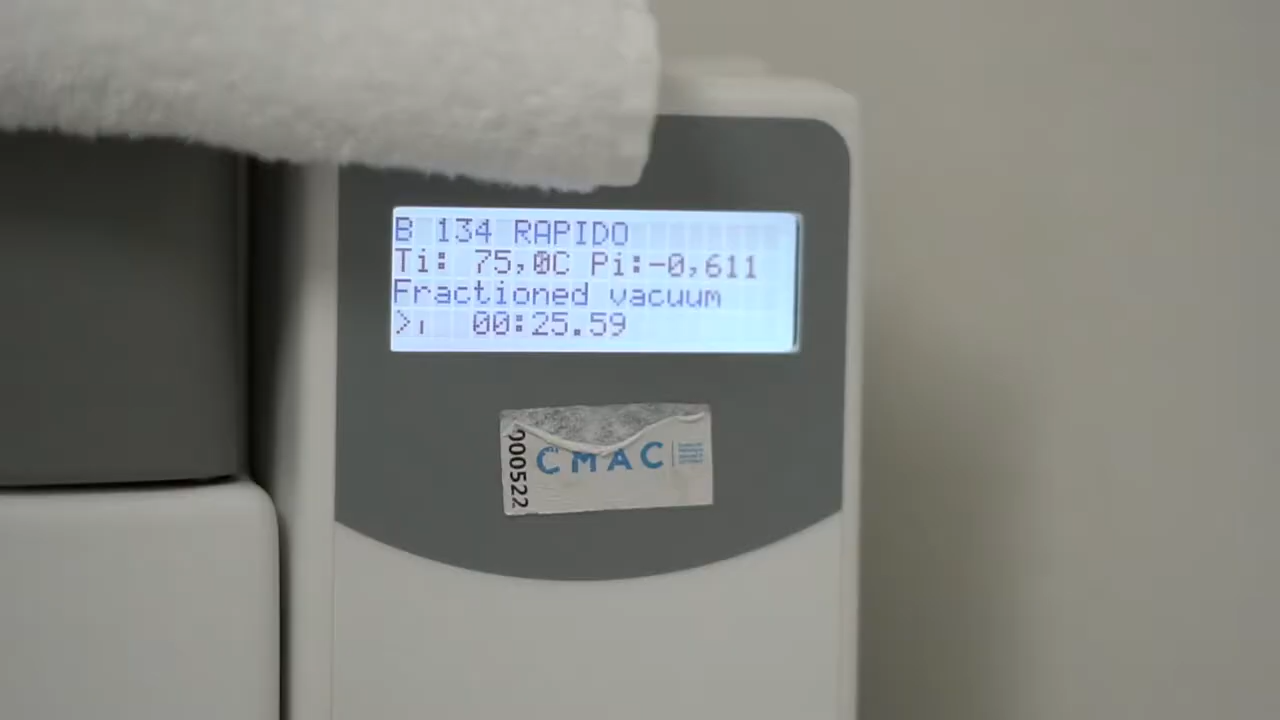 B 134 RAPIDO
Ti: 75,0C Pi:-0,611
Fractioned vacuum
>ı 00:25.59
000522
CMAC